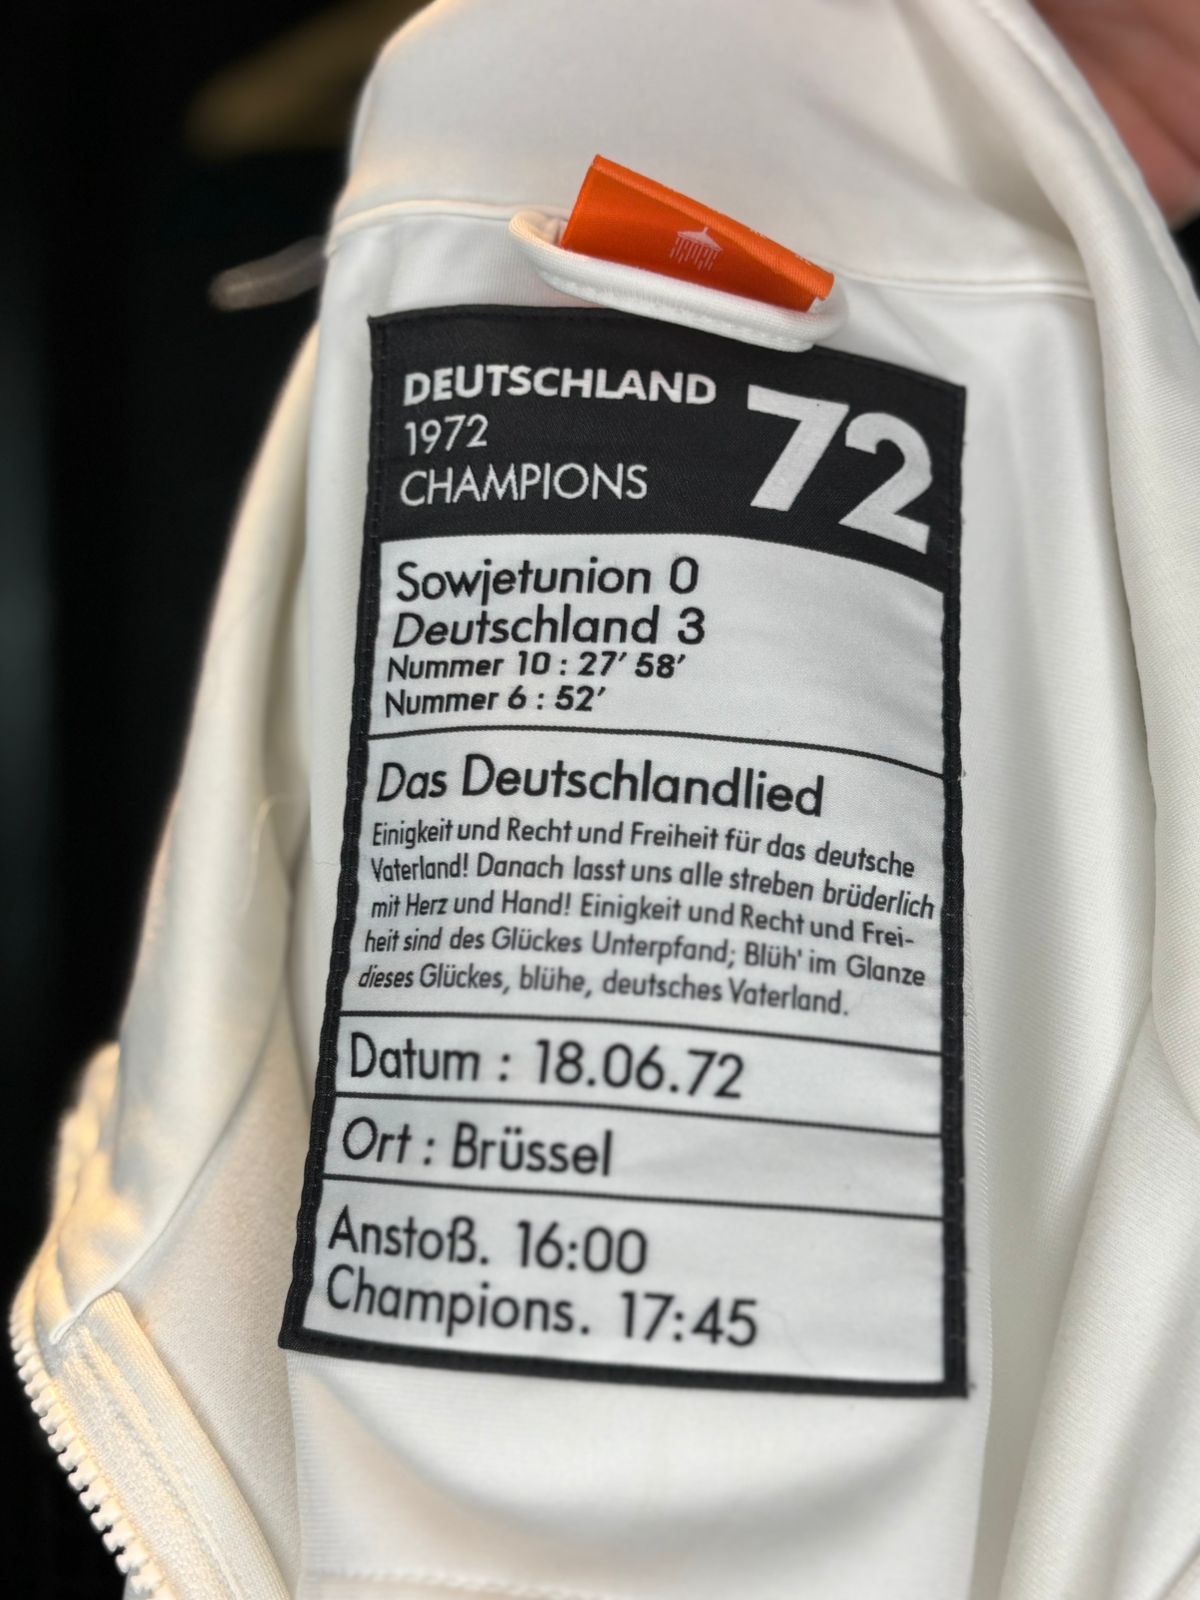 DEUTSCHLAND 72
1972
CHAMPIONS
Sowjetunion 0
Deutschland 3
Nummer 10 : 27′ 58′
Nummer 6 : 52′
Das Deutschlandlied
Einigkeit und Recht und Freiheit für das deutsche
Vaterland! Danach lasst uns alle streben brüderlich
mit Herz und Hand! Einigkeit und Recht und Frei-
heit sind des Glückes Unterpfand; Blüh' im Glanze
dieses Glückes, blühe, deutsches Vaterland.
Datum : 18.06.72
Ort : Brüssel
Anstoß. 16:00
Champions. 17:45